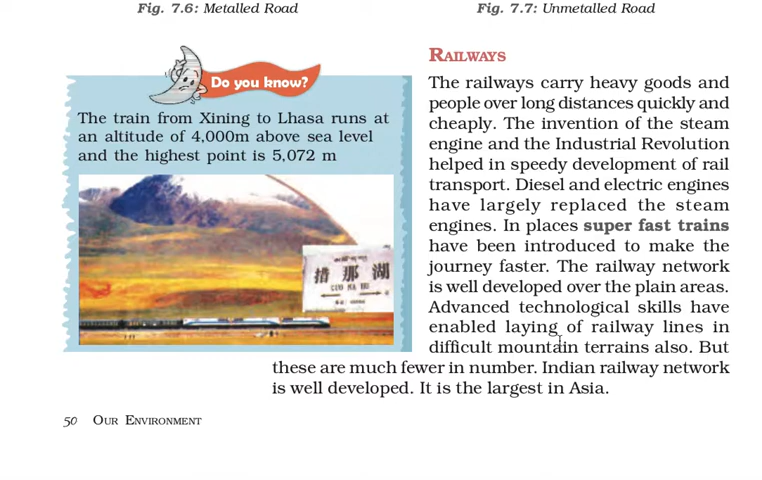 Fig. 7.6: Metalled Road
Fig. 7.7: Unmetalled Road
Do you know?
The train from Xining to Lhasa runs at
an altitude of 4,000m above sea level
and the highest point is 5,072 m
措那湖
CUO NA HU
RAILWAYS
The railways carry heavy goods and
people over long distances quickly and
cheaply. The invention of the steam
engine and the Industrial Revolution
helped in speedy development of rail
transport. Diesel and electric engines
have largely replaced the steam
engines. In places super fast trains
have been introduced to make the
journey faster. The railway network
is well developed over the plain areas.
Advanced technological skills have
enabled laying of railway lines in
difficult mountain terrains also. But
these are much fewer in number. Indian railway network
is well developed. It is the largest in Asia.
50 OUR ENVIRONMENT